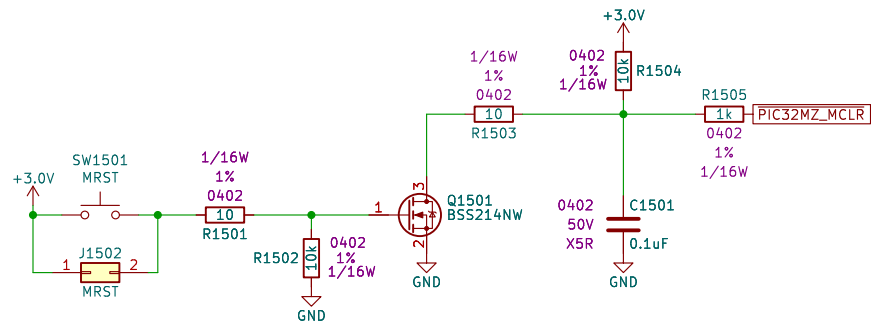 +3.0V
SW1501
MRST
1
2
J1502
MRST
1/16W
1%
0402
10
R1501
R1502
10k
0402
1%
1/16W
GND
1
3
2
Q1501
BSS214NW
GND
1/16W
1%
0402
10
R1503
+3.0V
0402
1%
1/16W
10k
R1504
R1505
1k
0402
1%
1/16W
PIC32MZ_MCLR
0402
50V
X5R
C1501
0.1uF
GND